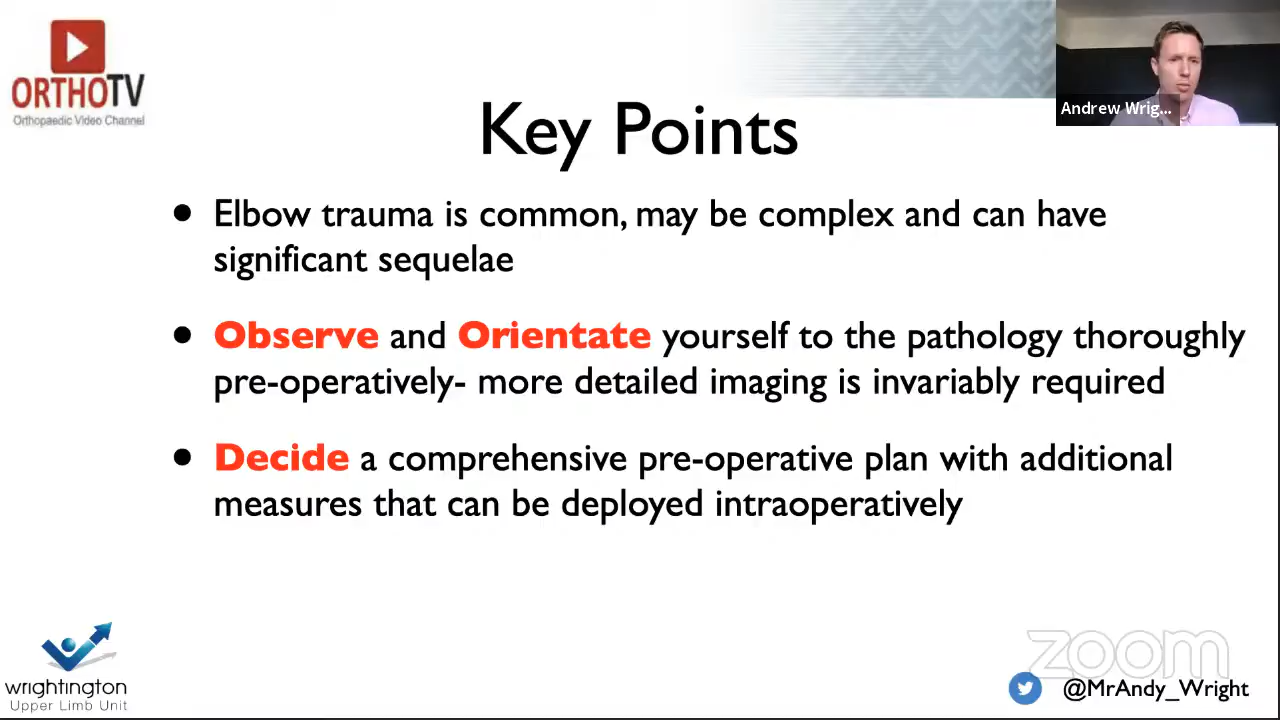 ORTHOTV
Orthopaedic Video Channel
Andrew Wrig...
Key Points
• Elbow trauma is common, may be complex and can have
significant sequelae
• Observe and Orientate yourself to the pathology thoroughly
pre-operatively- more detailed imaging is invariably required
• Decide a comprehensive pre-operative plan with additional
measures that can be deployed intraoperatively
wrightington
Upper Limb Unit
zoom
@MrAndy_Wright